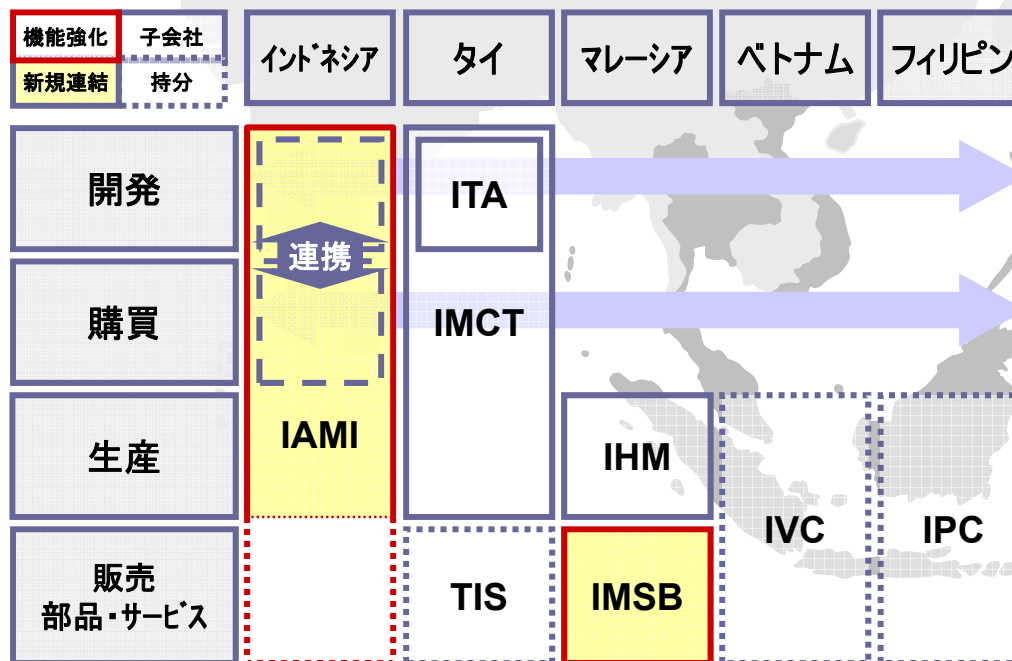 機能強化 子会社
新規連結 持分
インドネシア タイ マレーシア ベトナム フィリピン
開発
ITA
連携
購買
IMCT
生産
IAMI
IHM
IVC
IPC
販売
部品・サービス
TIS
IMSB